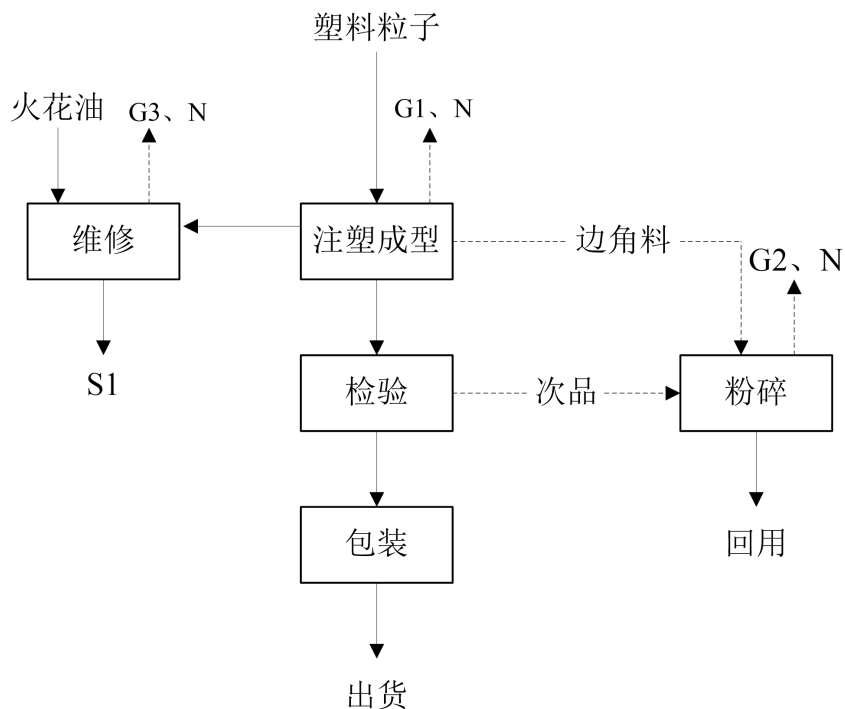 塑料粒子
火花油
G3、N
G1、N
维修
注塑成型
边角料
G2、N
S1
检验
次品
粉碎
包装
回用
出货